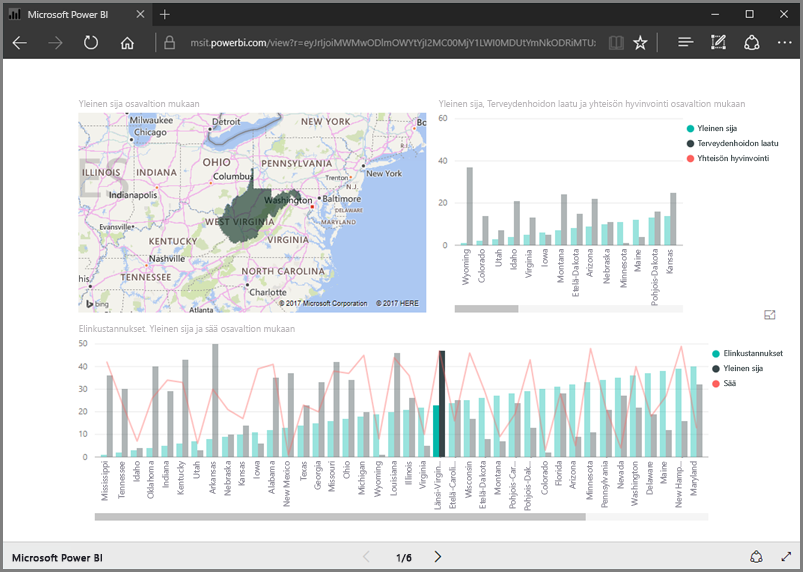 Microsoft Power BI
msit.powerbi.com/view?r=eyJrIjoiMWMwODlmOWYtYjI2MC00MjY1LWI0MDUtYmNkODRiMTU:
Yleinen sija osavaltion mukaan
Milwaukee
Detroit
NEW YORK
Chicago
ILLINOIS
INDIANA
OHIO
PENNSYLVANIA
R.I.
ES
Indianapolis
Columbus
Trenton
New York
N.J.
Washington
Baltimore
DELAWARE
MARYLAND
Evansville
WEST VIRGINIA
KENTUCKY
VIRGINIA
Nashville
TENNESSEE
NORTH CAROLINA
Charlotte
bing
© 2017 Microsoft Corporation © 2017 HERE
Atlanta
Yleinen sija, Terveydenhoidon laatu ja yhteisön hyvinvointi osavaltion mukaan
60
40
20
0
Yleinen sija
Terveydenhoidon laatu
Yhteisön hyvinvointi
Wyoming
Colorado
Utah
Idaho
Virginia
Iowa
Montana
Etelä-Dakota
Arizona
Nebraska
Minnesota
Maine
Pohjois-Dakota
Kansas
Elinkustannukset. Yleinen sija ja sää osavaltion mukaan
50
40
30
20
10
0
Elinkustannukset
Yleinen sija
Sää
Mississippi
Tennessee
Idaho
Oklahoma
Indiana
Kentucky
Utah
Arkansas
Nebraska
Kansas
Iowa
Alabama
New Mexico
Texas
Georgia
Missouri
Ohio
Michigan
Wyoming
Louisiana
Illinois
Virginia
Länsi-Virgin...
Etelä-Caroli...
Wisconsin
Etelä-Dakota
Montana
Pohjois-Car...
Pohjois-Dak...
Colorado
Florida
Arizona
Minnesota
Pennsylvania
Nevada
Washington
Delaware
Maine
New Hamp...
Maryland
Microsoft Power BI
1/6